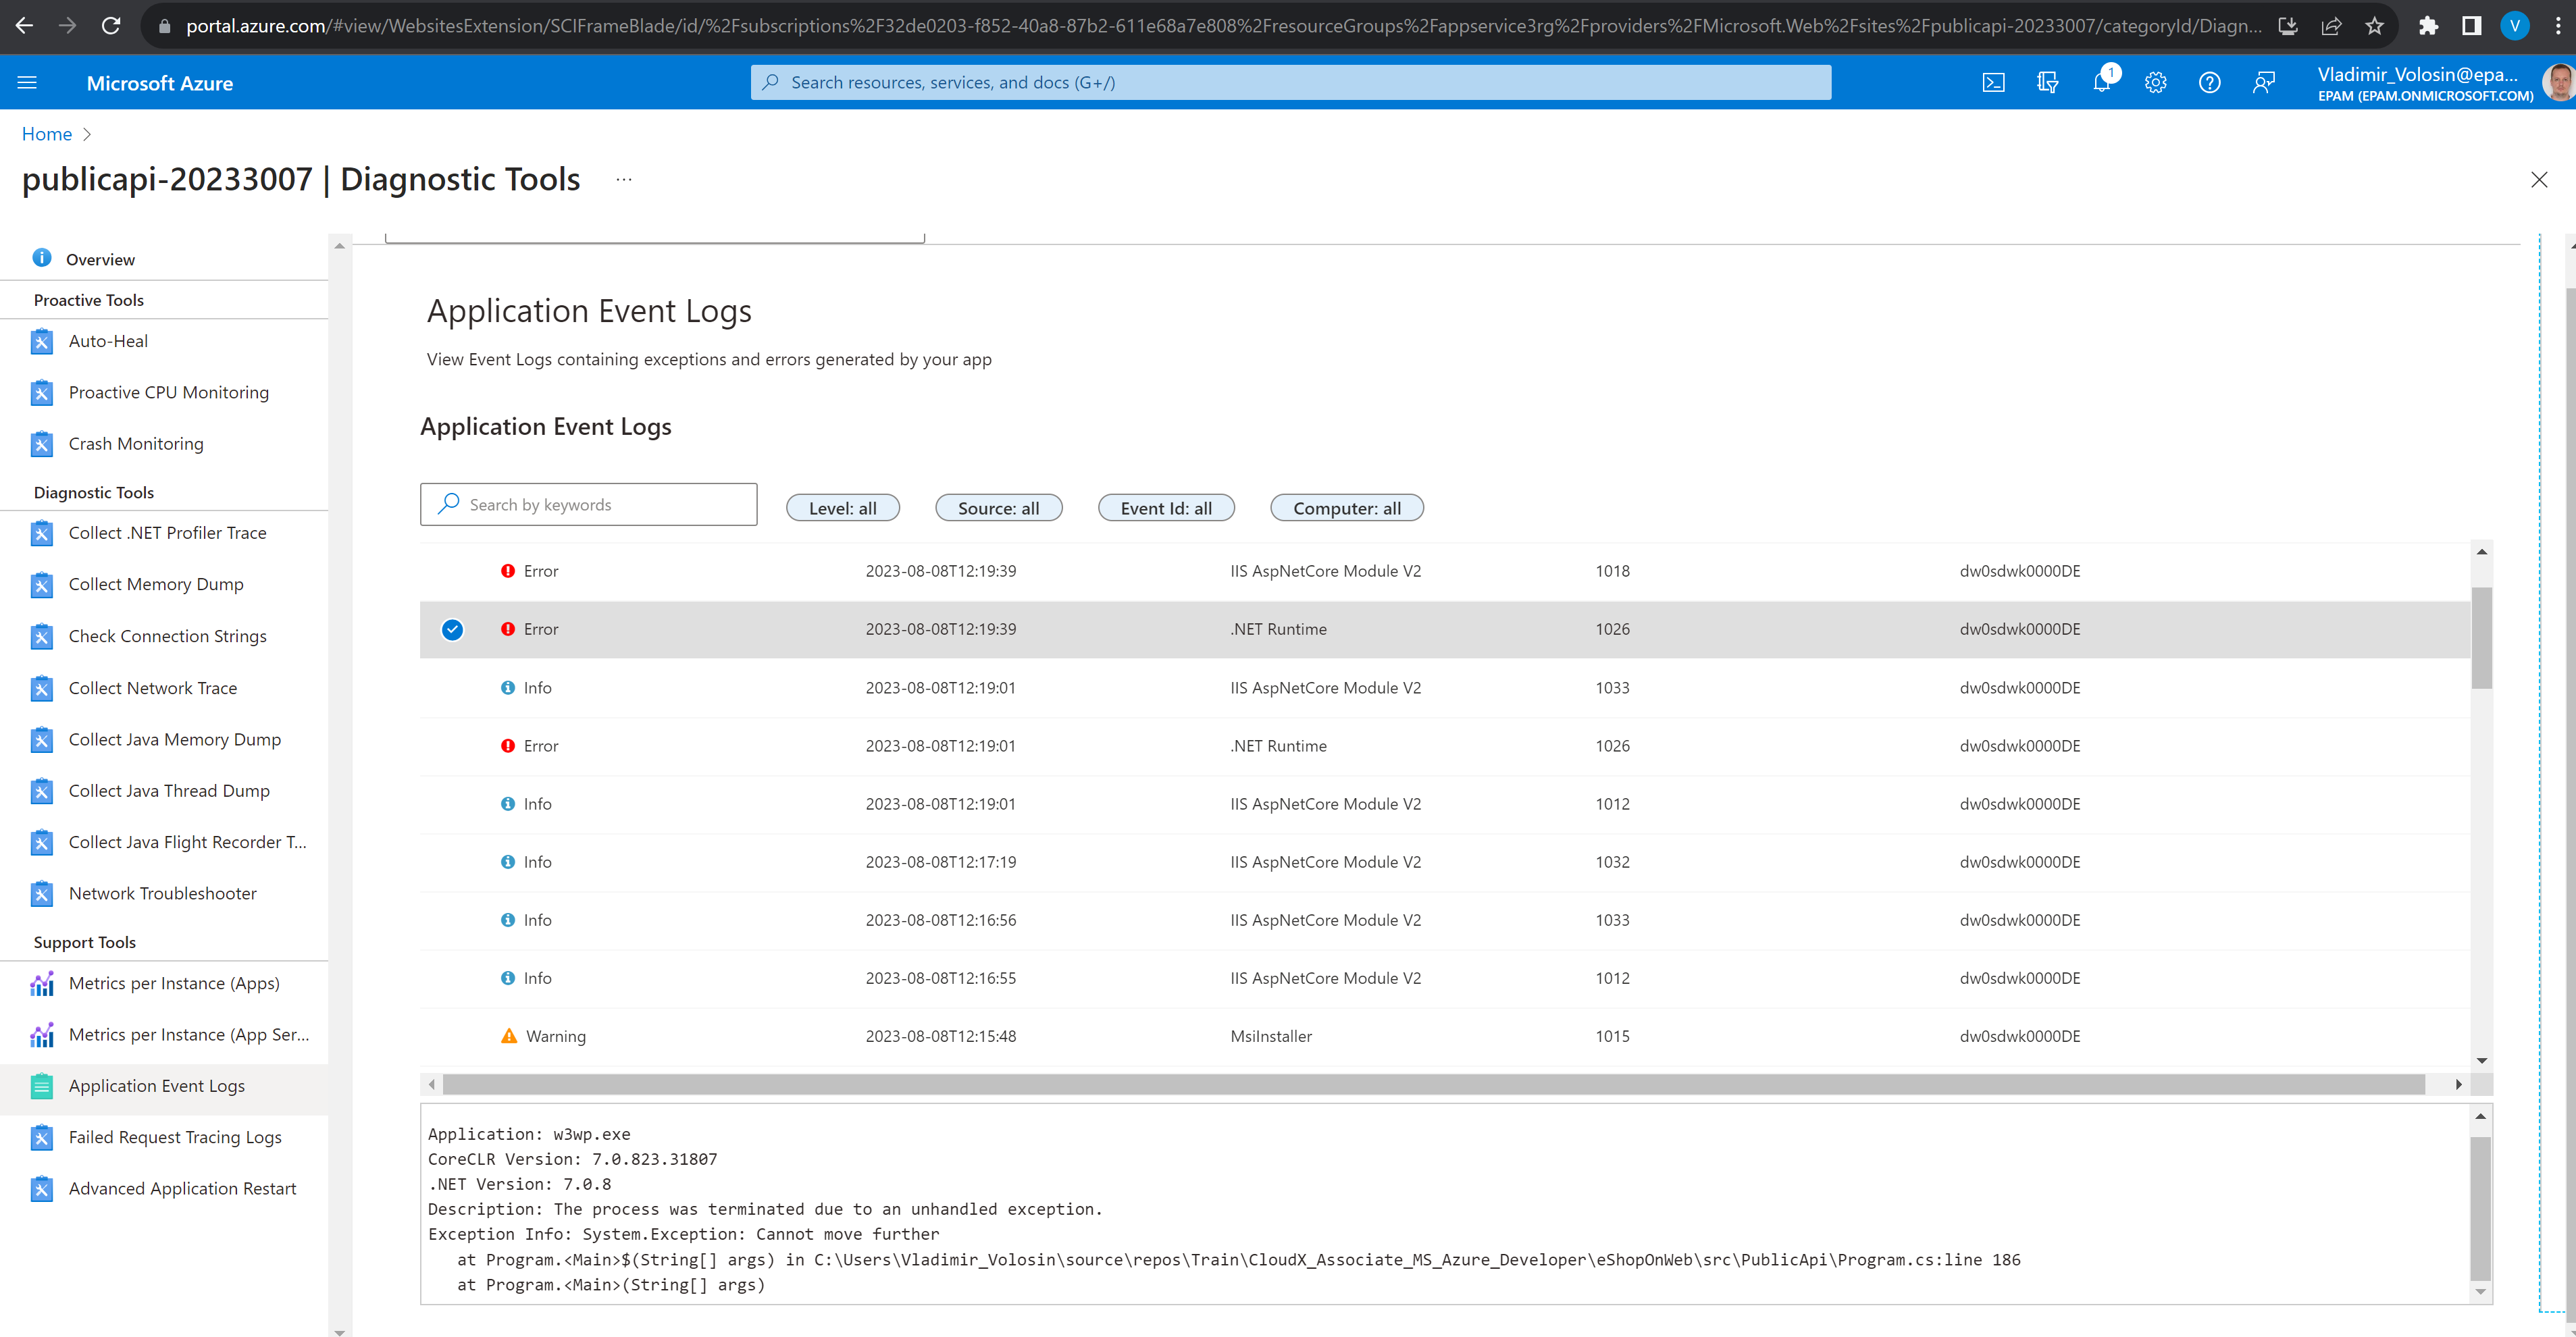 portal.azure.com/#view/WebsitesExtension/SCIFrameBlade/id/%2Fsubscriptions%2F32de0203-f852-40a8-87b2-611e68a7e808%2FresourceGroups%2Fappservice3rg%2Fproviders%2FMicrosoft.Web%2Fsites%2Fpublicapi-20233007/categoryId/Diagn...
V
Microsoft Azure
Search resources, services, and docs (G+/)
1
Vladimir_Volosin@epa...
EPAM (EPAM.ONMICROSOFT.COM)
Home >
publicapi-20233007 | Diagnostic Tools ...
Overview
Proactive Tools
Auto-Heal
Proactive CPU Monitoring
Crash Monitoring
Diagnostic Tools
Collect .NET Profiler Trace
Collect Memory Dump
Check Connection Strings
Collect Network Trace
Collect Java Memory Dump
Collect Java Thread Dump
Collect Java Flight Recorder T...
Network Troubleshooter
Support Tools
Metrics per Instance (Apps)
Metrics per Instance (App Ser...
Application Event Logs
Failed Request Tracing Logs
Advanced Application Restart
Application Event Logs
View Event Logs containing exceptions and errors generated by your app
Application Event Logs
Search by keywords Level: all Source: all Event Id: all Computer: all
Error 2023-08-08T12:19:39 IIS AspNetCore Module V2 1018 dw0sdwk0000DE
Error 2023-08-08T12:19:39 .NET Runtime 1026 dw0sdwk0000DE
Info 2023-08-08T12:19:01 IIS AspNetCore Module V2 1033 dw0sdwk0000DE
Error 2023-08-08T12:19:01 .NET Runtime 1026 dw0sdwk0000DE
Info 2023-08-08T12:19:01 IIS AspNetCore Module V2 1012 dw0sdwk0000DE
Info 2023-08-08T12:17:19 IIS AspNetCore Module V2 1032 dw0sdwk0000DE
Info 2023-08-08T12:16:56 IIS AspNetCore Module V2 1033 dw0sdwk0000DE
Info 2023-08-08T12:16:55 IIS AspNetCore Module V2 1012 dw0sdwk0000DE
Warning 2023-08-08T12:15:48 MsiInstaller 1015 dw0sdwk0000DE
Application: w3wp.exe
CoreCLR Version: 7.0.823.31807
.NET Version: 7.0.8
Description: The process was terminated due to an unhandled exception.
Exception Info: System.Exception: Cannot move further
at Program.<Main>$(String[] args) in C:\Users\Vladimir_Volosin\source\repos\Train\CloudX_Associate_MS_Azure_Developer\eShopOnWeb\src\PublicApi\Program.cs:line 186
at Program.<Main>(String[] args)